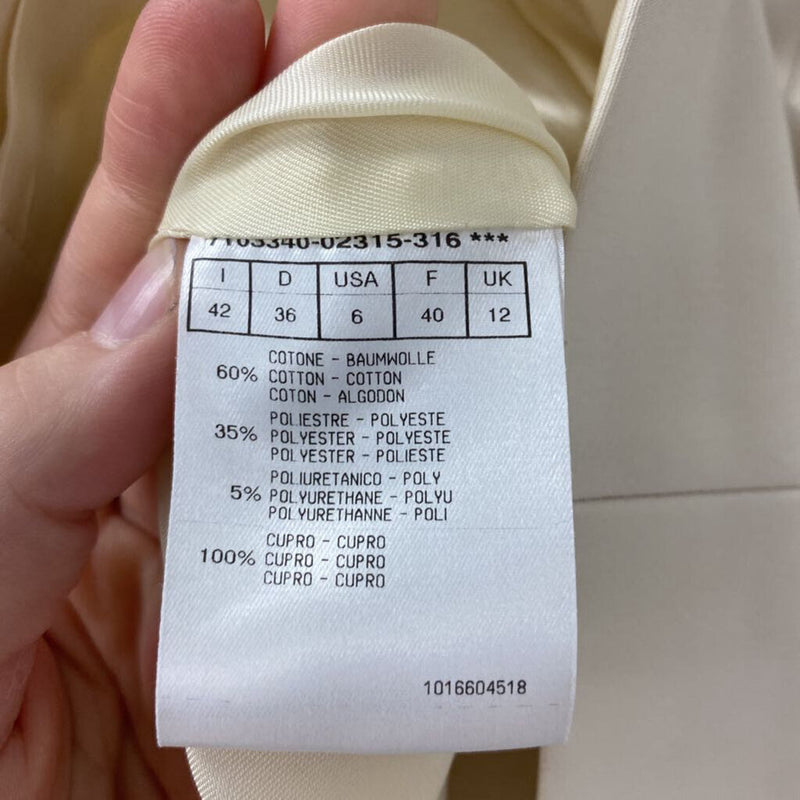 7103340-02315-316 ***
I D USA F UK
42 36 6 40 12
COTONE - BAUMWOLLE
60% COTTON - COTTON
COTON - ALGODON
POLIESTRE - POLYESTE
35% POLYESTER - POLYESTE
POLYESTER - POLIESTE
POLIURETANICO - POLY
5% POLYURETHANE - POLYU
POLYURETHANNE - POLI
CUPRO - CUPRO
100% CUPRO - CUPRO
CUPRO - CUPRO
1016604518